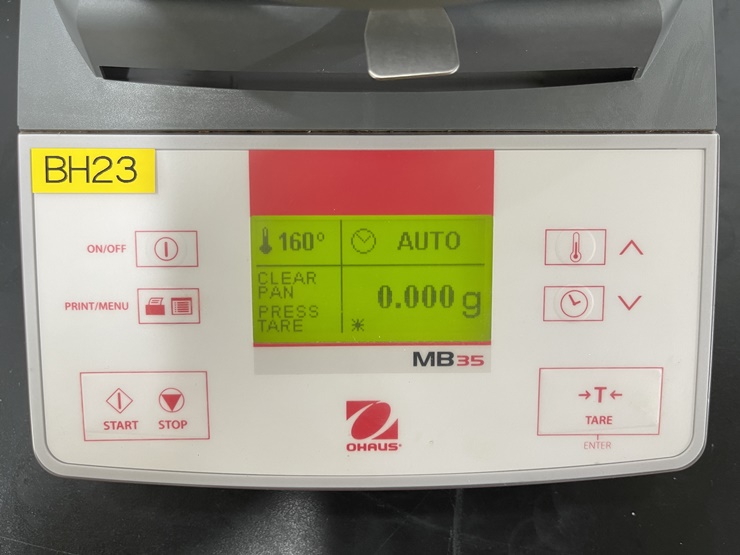 BH23
ON/OFF
PRINT/MENU
START STOP
160° AUTO
CLEAR
PAN
PRESS
TARE
0.000 g
*
MB35
OHAUS
→T←
TARE
ENTER